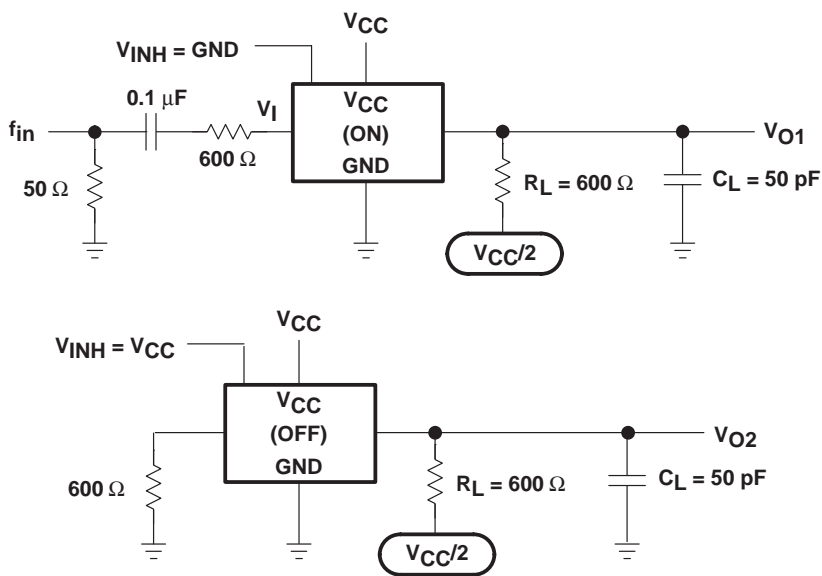 VCC
VINH = GND
0.1 μF
VI
VCC
(ON)
GND
fin
600 Ω
50 Ω
VO1
RL = 600 Ω
CL = 50 pF
VCC/2
VCC
VINH = VCC
VCC
(OFF)
GND
VO2
600 Ω
RL = 600 Ω
CL = 50 pF
VCC/2